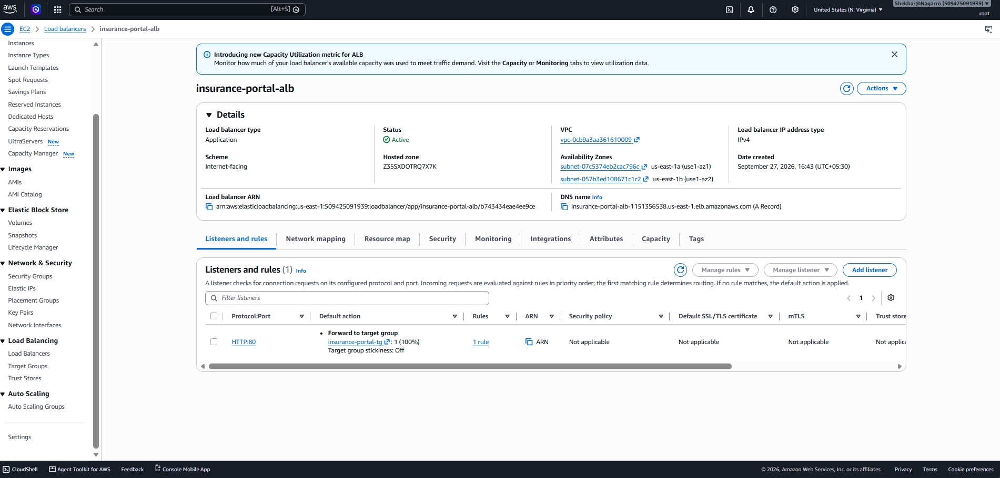 aws
Search
[Alt+S]
United States (N. Virginia)
Shekhar@Nagarro (509425091939)
root
EC2
Load balancers
insurance-portal-alb
Instances
Instance Types
Launch Templates
Spot Requests
Savings Plans
Reserved Instances
Dedicated Hosts
Capacity Reservations
UltraServers New
Capacity Manager New
Images
AMIs
AMI Catalog
Elastic Block Store
Volumes
Snapshots
Lifecycle Manager
Network & Security
Security Groups
Elastic IPs
Placement Groups
Key Pairs
Network Interfaces
Load Balancing
Load Balancers
Target Groups
Trust Stores
Auto Scaling
Auto Scaling Groups
Settings
Introducing new Capacity Utilization metric for ALB
Monitor how much of your load balancer's available capacity was used to meet traffic demand. Visit the Capacity or Monitoring tabs to view utilization data.
insurance-portal-alb
Actions
Details
Load balancer type
Application
Status
Active
VPC
vpc-0cb9a3aa361610009
Load balancer IP address type
IPv4
Scheme
Internet-facing
Hosted zone
Z35SXDOTRQ7X7K
Availability Zones
subnet-07c5374eb2cac796c us-east-1a (use1-az1)
subnet-057b3ed108671c1c2 us-east-1b (use1-az2)
Date created
September 27, 2026, 16:43 (UTC+05:30)
Load balancer ARN
arn:aws:elasticloadbalancing:us-east-1:509425091939:loadbalancer/app/insurance-portal-alb/b743434eae4ee9ce
DNS name Info
insurance-portal-alb-1151356538.us-east-1.elb.amazonaws.com (A Record)
Listeners and rules
Network mapping
Resource map
Security
Monitoring
Integrations
Attributes
Capacity
Tags
Listeners and rules (1) Info
Manage rules
Manage listener
Add listener
A listener checks for connection requests on its configured protocol and port. Incoming requests are evaluated against rules in priority order; the first matching rule determines routing. If no rule matches, the default action is applied.
Filter listeners
1
Protocol:Port
Default action
Rules
ARN
Security policy
Default SSL/TLS certificate
mTLS
Trust store
HTTP:80
Forward to target group
insurance-portal-tg : 1 (100%)
Target group stickiness: Off
1 rule
ARN
Not applicable
Not applicable
Not applicable
Not applica
CloudShell
Agent Toolkit for AWS
Feedback
Console Mobile App
© 2026, Amazon Web Services, Inc. or its affiliates.
Privacy
Terms
Cookie preferences